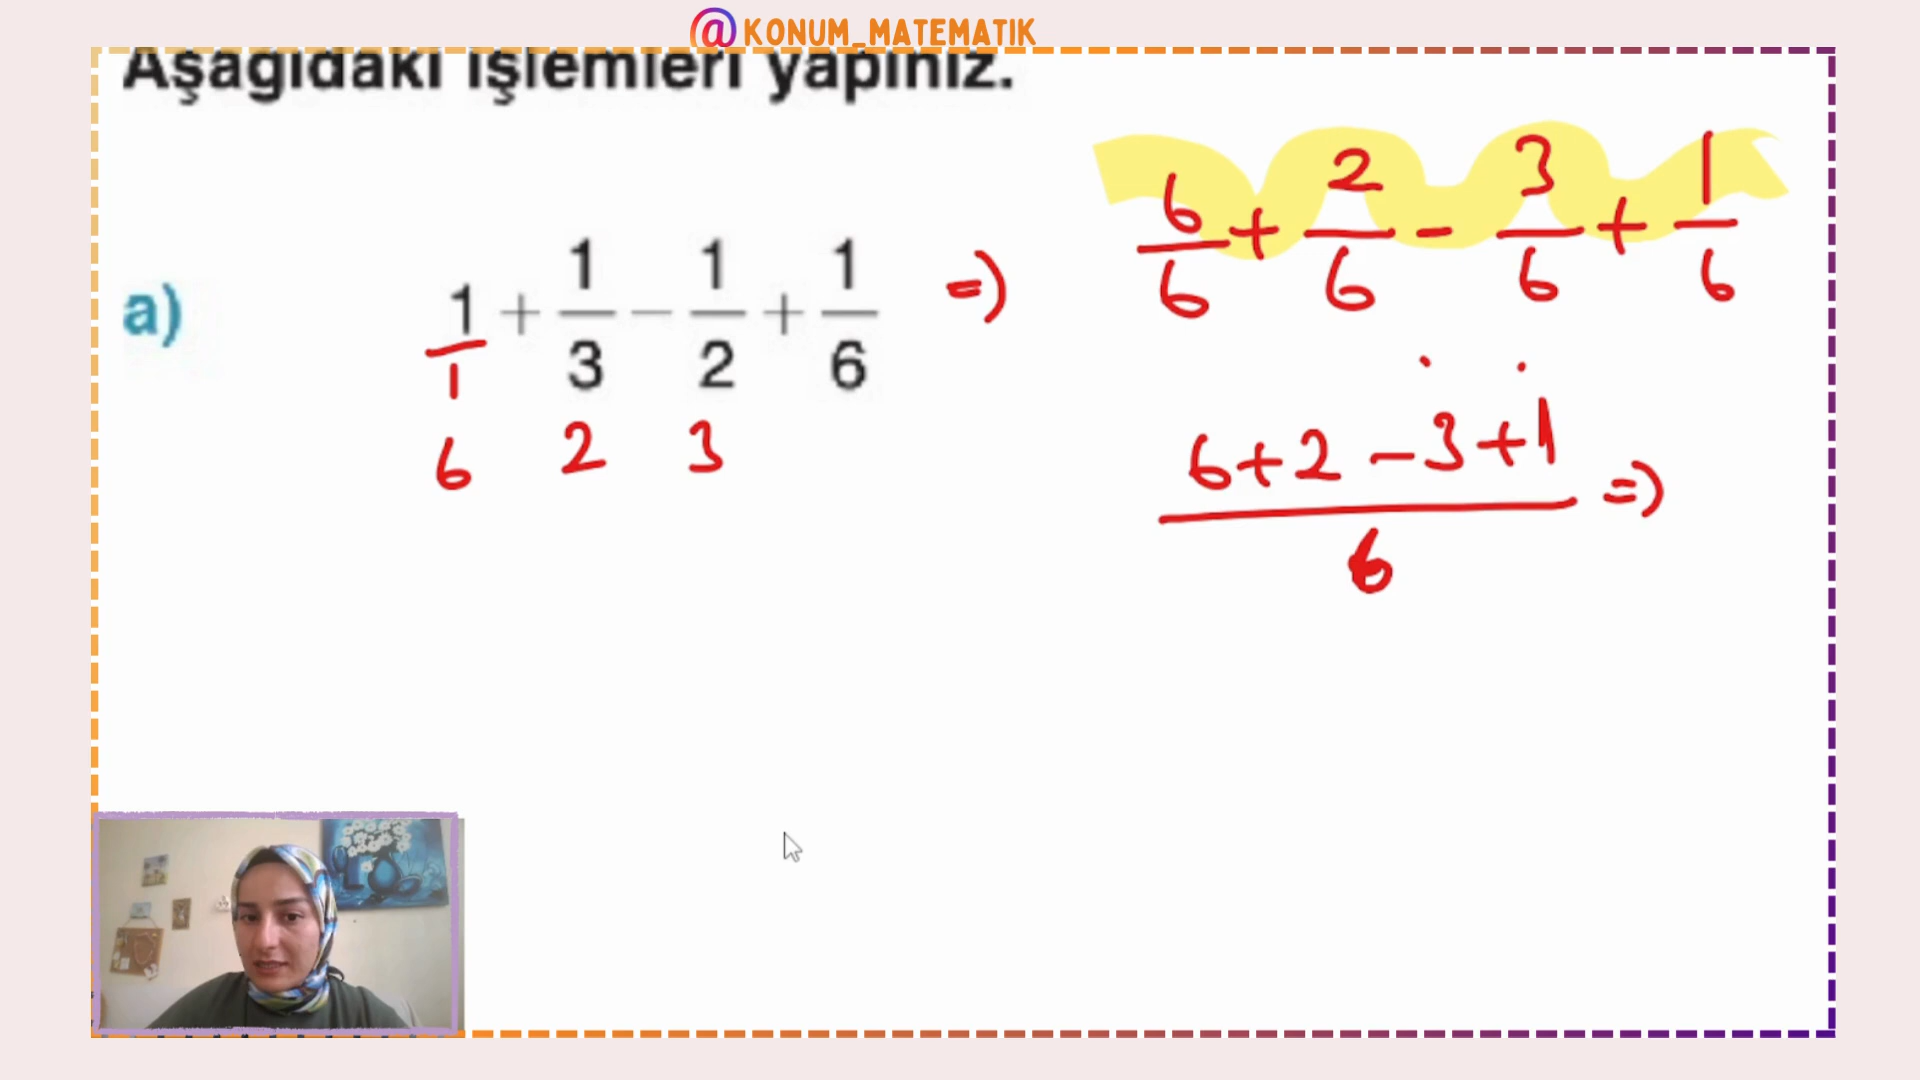 @KONUM_MATEMATIK
Aşağıdaki işlemleri yapınız.
a) 1/1 + 1/3 - 1/2 + 1/6 =)
6 2 3
6/6 + 2/6 - 3/6 + 1/6
6+2-3+1 =)
6